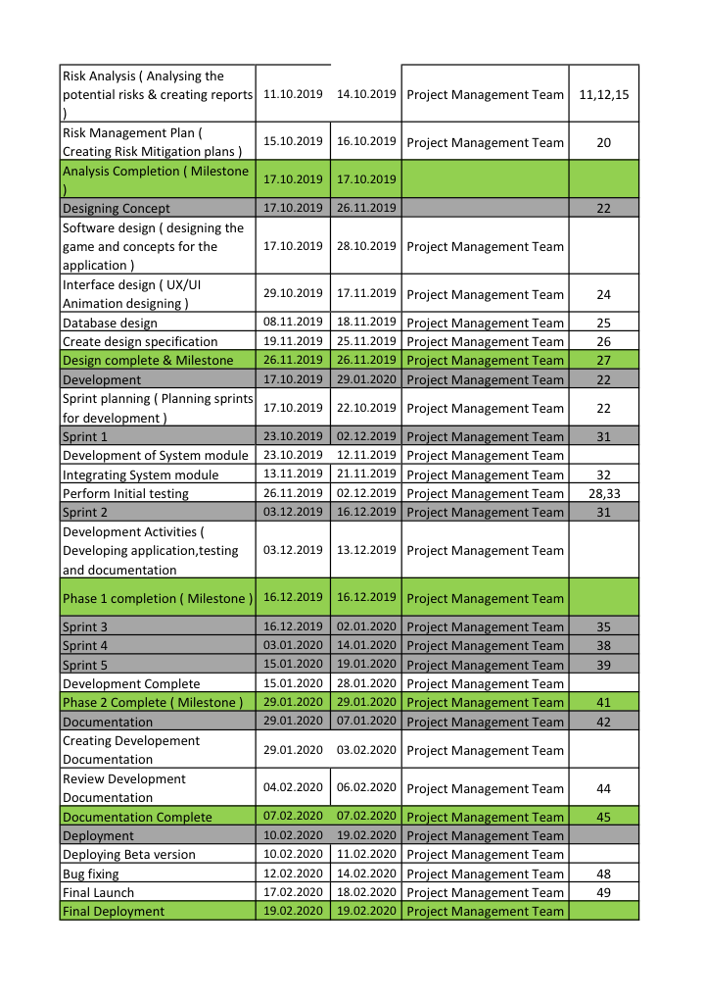 Risk Analysis ( Analysing the
potential risks & creating reports 11.10.2019 14.10.2019 Project Management Team 11,12,15
)
Risk Management Plan (
Creating Risk Mitigation plans ) 15.10.2019 16.10.2019 Project Management Team 20
Analysis Completion ( Milestone
) 17.10.2019 17.10.2019
Designing Concept 17.10.2019 26.11.2019 22
Software design ( designing the
game and concepts for the 17.10.2019 28.10.2019 Project Management Team
application )
Interface design ( UX/UI
Animation designing ) 29.10.2019 17.11.2019 Project Management Team 24
Database design 08.11.2019 18.11.2019 Project Management Team 25
Create design specification 19.11.2019 25.11.2019 Project Management Team 26
Design complete & Milestone 26.11.2019 26.11.2019 Project Management Team 27
Development 17.10.2019 29.01.2020 Project Management Team 22
Sprint planning ( Planning sprints
for development ) 17.10.2019 22.10.2019 Project Management Team 22
Sprint 1 23.10.2019 02.12.2019 Project Management Team 31
Development of System module 23.10.2019 12.11.2019 Project Management Team
Integrating System module 13.11.2019 21.11.2019 Project Management Team 32
Perform Initial testing 26.11.2019 02.12.2019 Project Management Team 28,33
Sprint 2 03.12.2019 16.12.2019 Project Management Team 31
Development Activities (
Developing application,testing 03.12.2019 13.12.2019 Project Management Team
and documentation
Phase 1 completion ( Milestone ) 16.12.2019 16.12.2019 Project Management Team
Sprint 3 16.12.2019 02.01.2020 Project Management Team 35
Sprint 4 03.01.2020 14.01.2020 Project Management Team 38
Sprint 5 15.01.2020 19.01.2020 Project Management Team 39
Development Complete 15.01.2020 28.01.2020 Project Management Team
Phase 2 Complete ( Milestone ) 29.01.2020 29.01.2020 Project Management Team 41
Documentation 29.01.2020 07.01.2020 Project Management Team 42
Creating Developement
Documentation 29.01.2020 03.02.2020 Project Management Team
Review Development
Documentation 04.02.2020 06.02.2020 Project Management Team 44
Documentation Complete 07.02.2020 07.02.2020 Project Management Team 45
Deployment 10.02.2020 19.02.2020 Project Management Team
Deploying Beta version 10.02.2020 11.02.2020 Project Management Team
Bug fixing 12.02.2020 14.02.2020 Project Management Team 48
Final Launch 17.02.2020 18.02.2020 Project Management Team 49
Final Deployment 19.02.2020 19.02.2020 Project Management Team